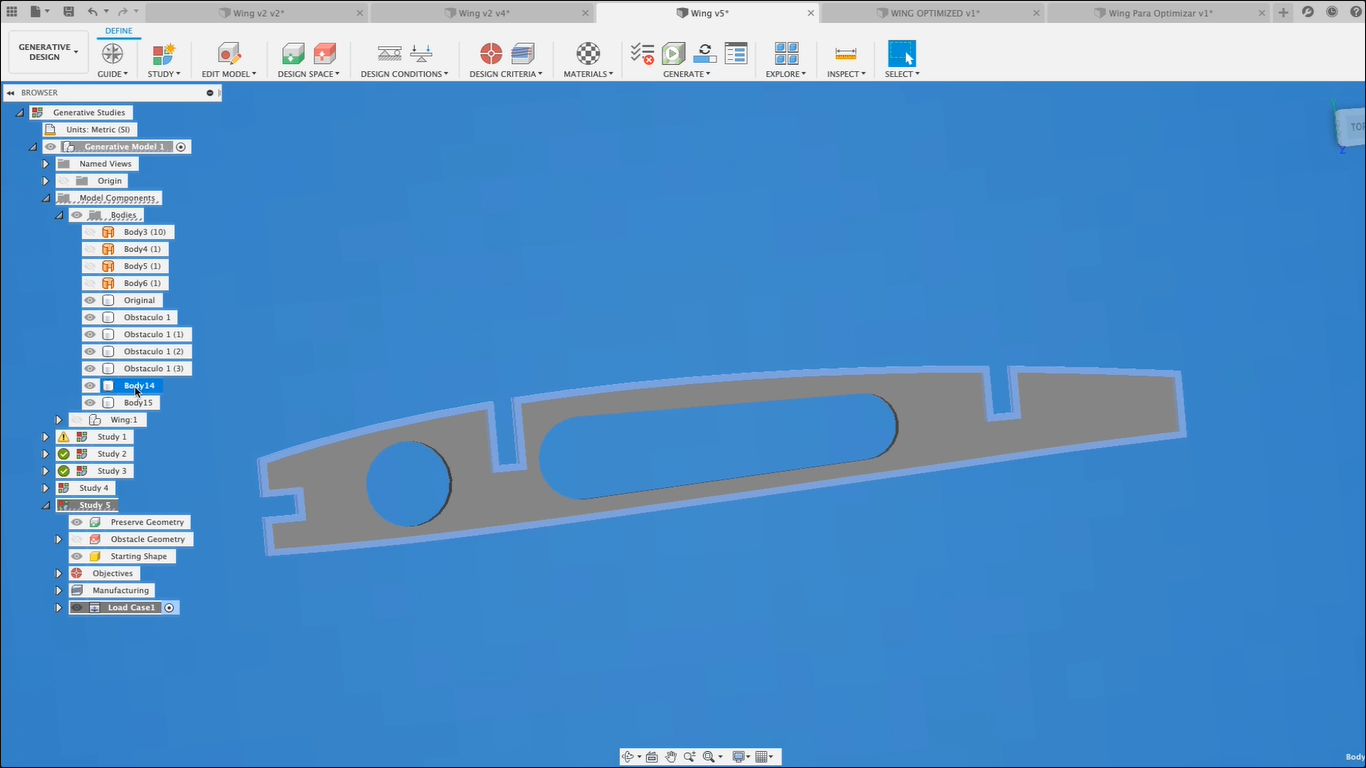 Wing v2 v2*
Wing v2 v4*
Wing v5*
WING OPTIMIZED v1*
Wing Para Optimizar v1*
DEFINE
GENERATIVE
DESIGN
GUIDE
STUDY
EDIT MODEL
DESIGN SPACE
DESIGN CONDITIONS
DESIGN CRITERIA
MATERIALS
GENERATE
EXPLORE
INSPECT
SELECT
BROWSER
Generative Studies
Units: Metric (SI)
Generative Model 1
Named Views
Origin
Model Components
Bodies
Body3 (10)
Body4 (1)
Body5 (1)
Body6 (1)
Original
Obstaculo 1
Obstaculo 1 (1)
Obstaculo 1 (2)
Obstaculo 1 (3)
Body14
Body15
Wing:1
Study 1
Study 2
Study 3
Study 4
Study 5
Preserve Geometry
Obstacle Geometry
Starting Shape
Objectives
Manufacturing
Load Case1
TOP
Z
Body